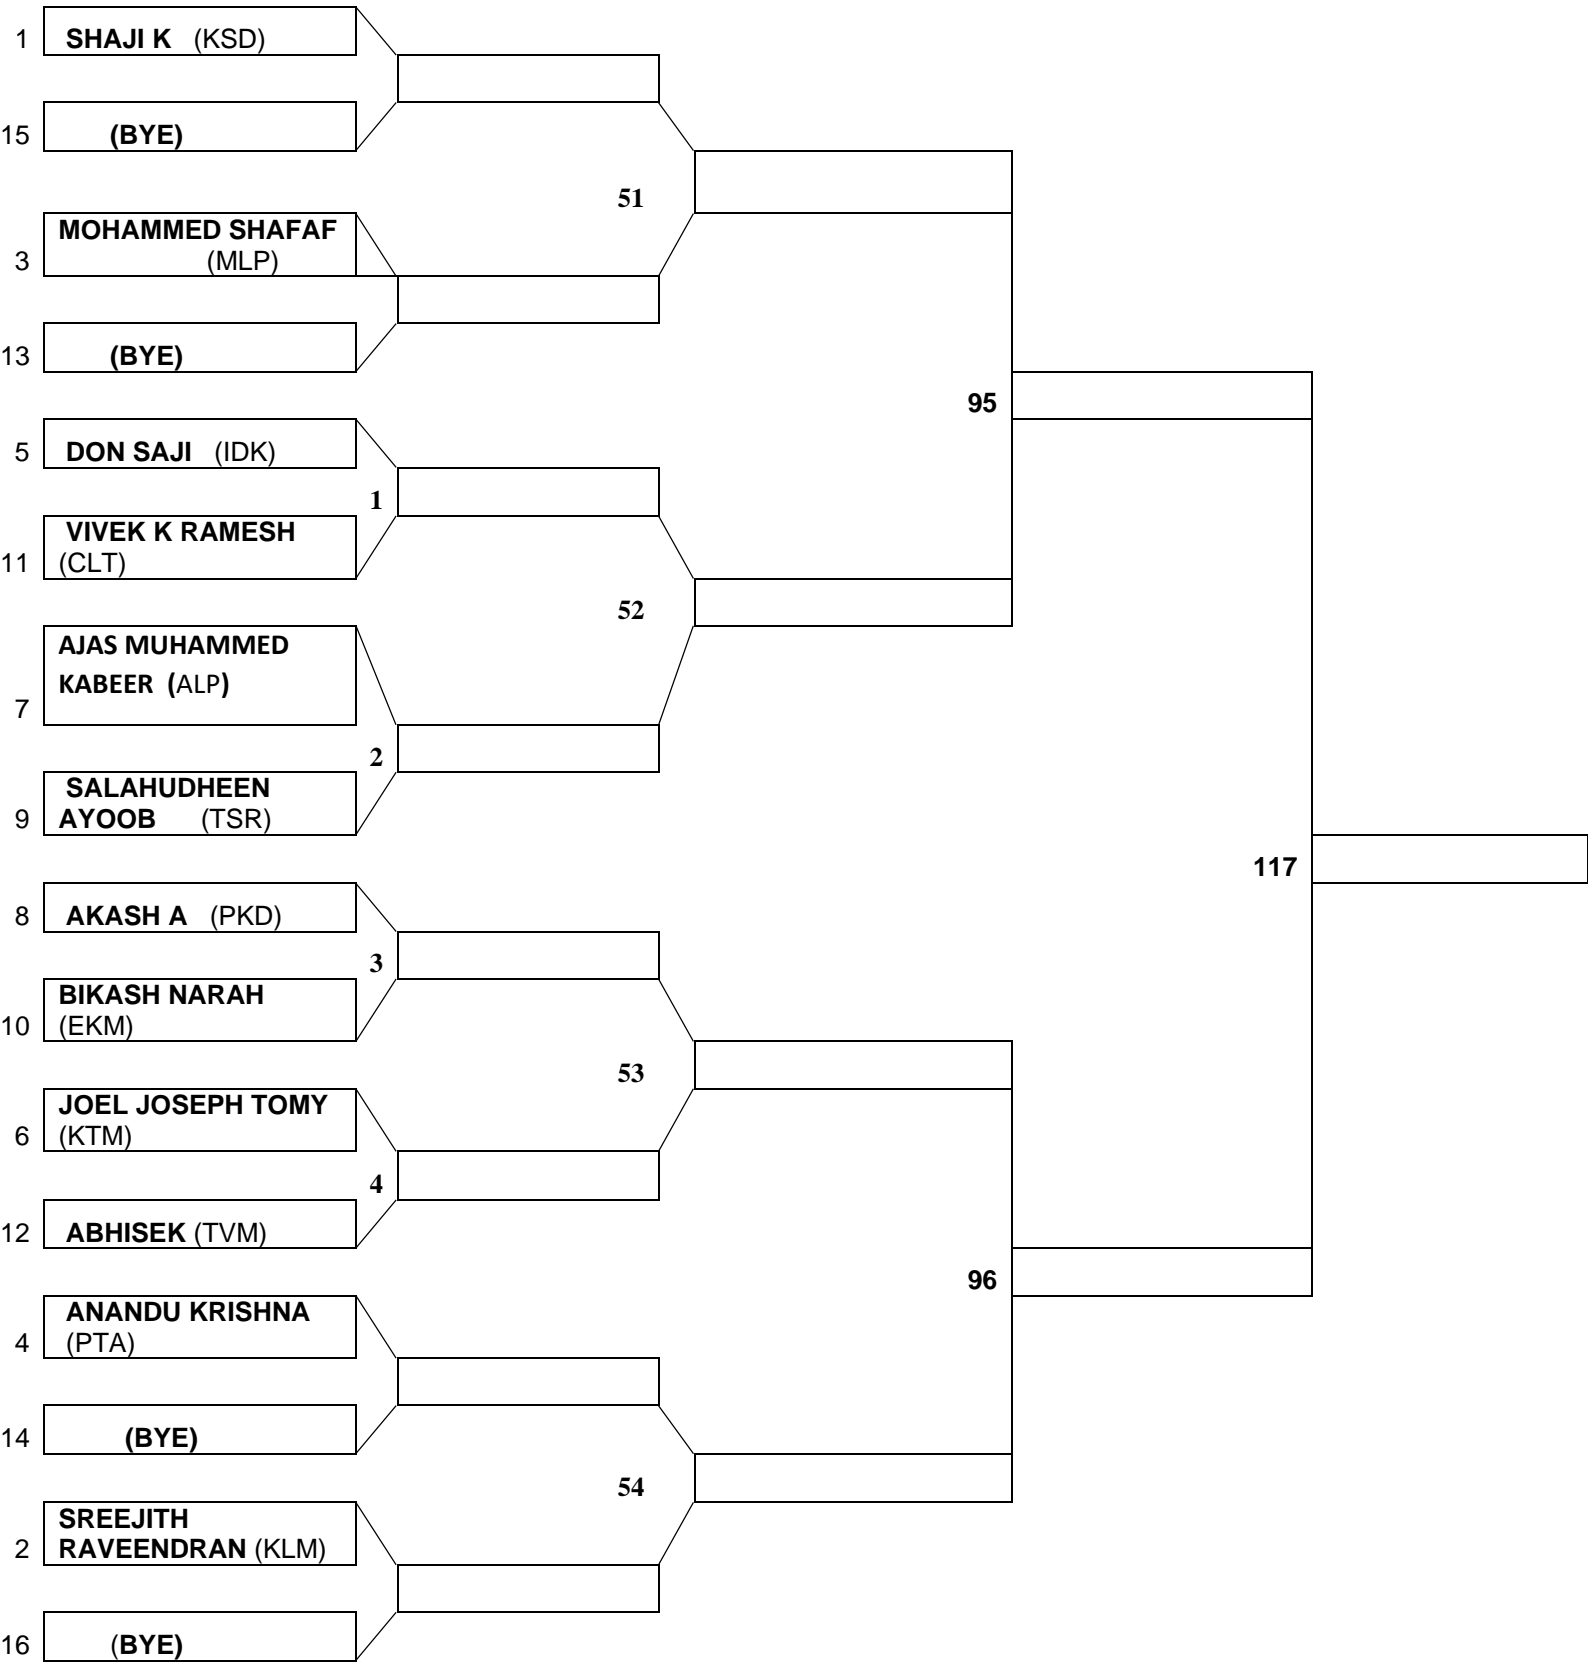 1 SHAJI K (KSD)
15 (BYE)
51
MOHAMMED SHAFAF
3 (MLP)
13 (BYE)
95
5 DON SAJI (IDK)
1
VIVEK K RAMESH
11 (CLT)
52
AJAS MUHAMMED
KABEER (ALP)
7
2
SALAHUDHEEN
9 AYOOB (TSR)
117
8 AKASH A (PKD)
3
BIKASH NARAH
10 (EKM)
53
JOEL JOSEPH TOMY
6 (KTM)
4
12 ABHISEK (TVM)
96
ANANDU KRISHNA
4 (PTA)
14 (BYE)
54
SREEJITH
2 RAVEENDRAN (KLM)
16 (BYE)